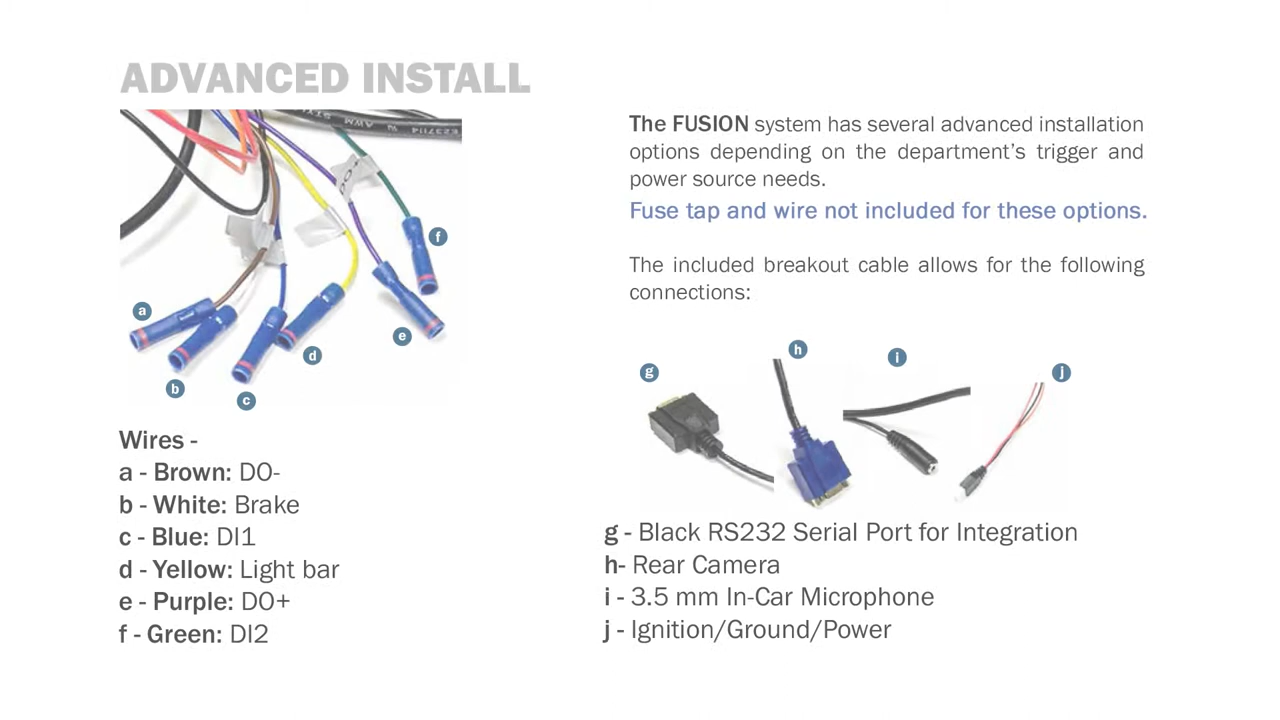 ADVANCED INSTALL
AWM
E237114
a
b
c
d
e
f
Wires -
a - Brown: DO-
b - White: Brake
c - Blue: DI1
d - Yellow: Light bar
e - Purple: DO+
f - Green: DI2
The FUSION system has several advanced installation
options depending on the department's trigger and
power source needs.
Fuse tap and wire not included for these options.
The included breakout cable allows for the following
connections:
g
h
i
j
g - Black RS232 Serial Port for Integration
h- Rear Camera
i - 3.5 mm In-Car Microphone
j - Ignition/Ground/Power